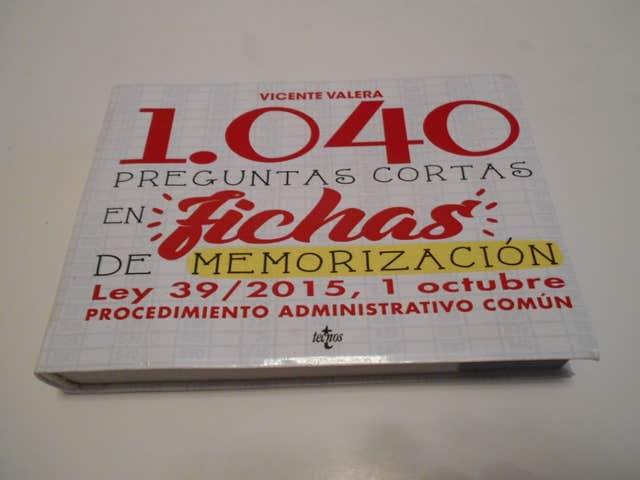 VICENTE VALERA
1.040
PREGUNTAS CORTAS
EN fichas
DE MEMORIZACIÓN
Ley 39/2015, 1 octubre
PROCEDIMIENTO ADMINISTRATIVO COMÚN
tecnos